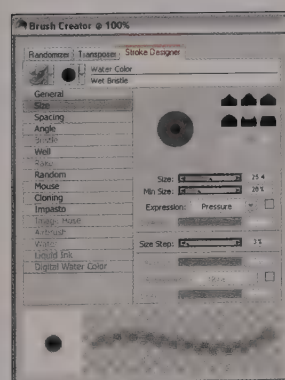 Brush Creator @ 100%
Randomizer Transposer Stroke Designer
Water Color
Wet Bristle
General
Size
Spacing
Angle
Bristle
Well
Rake
Random
Mouse
Cloning
Impasto
Image Hose
Airbrush
Water
Liquid Ink
Digital Water Color
Size: 25.4
Min Size: 20%
Expression: Pressure
Size Step: 3%